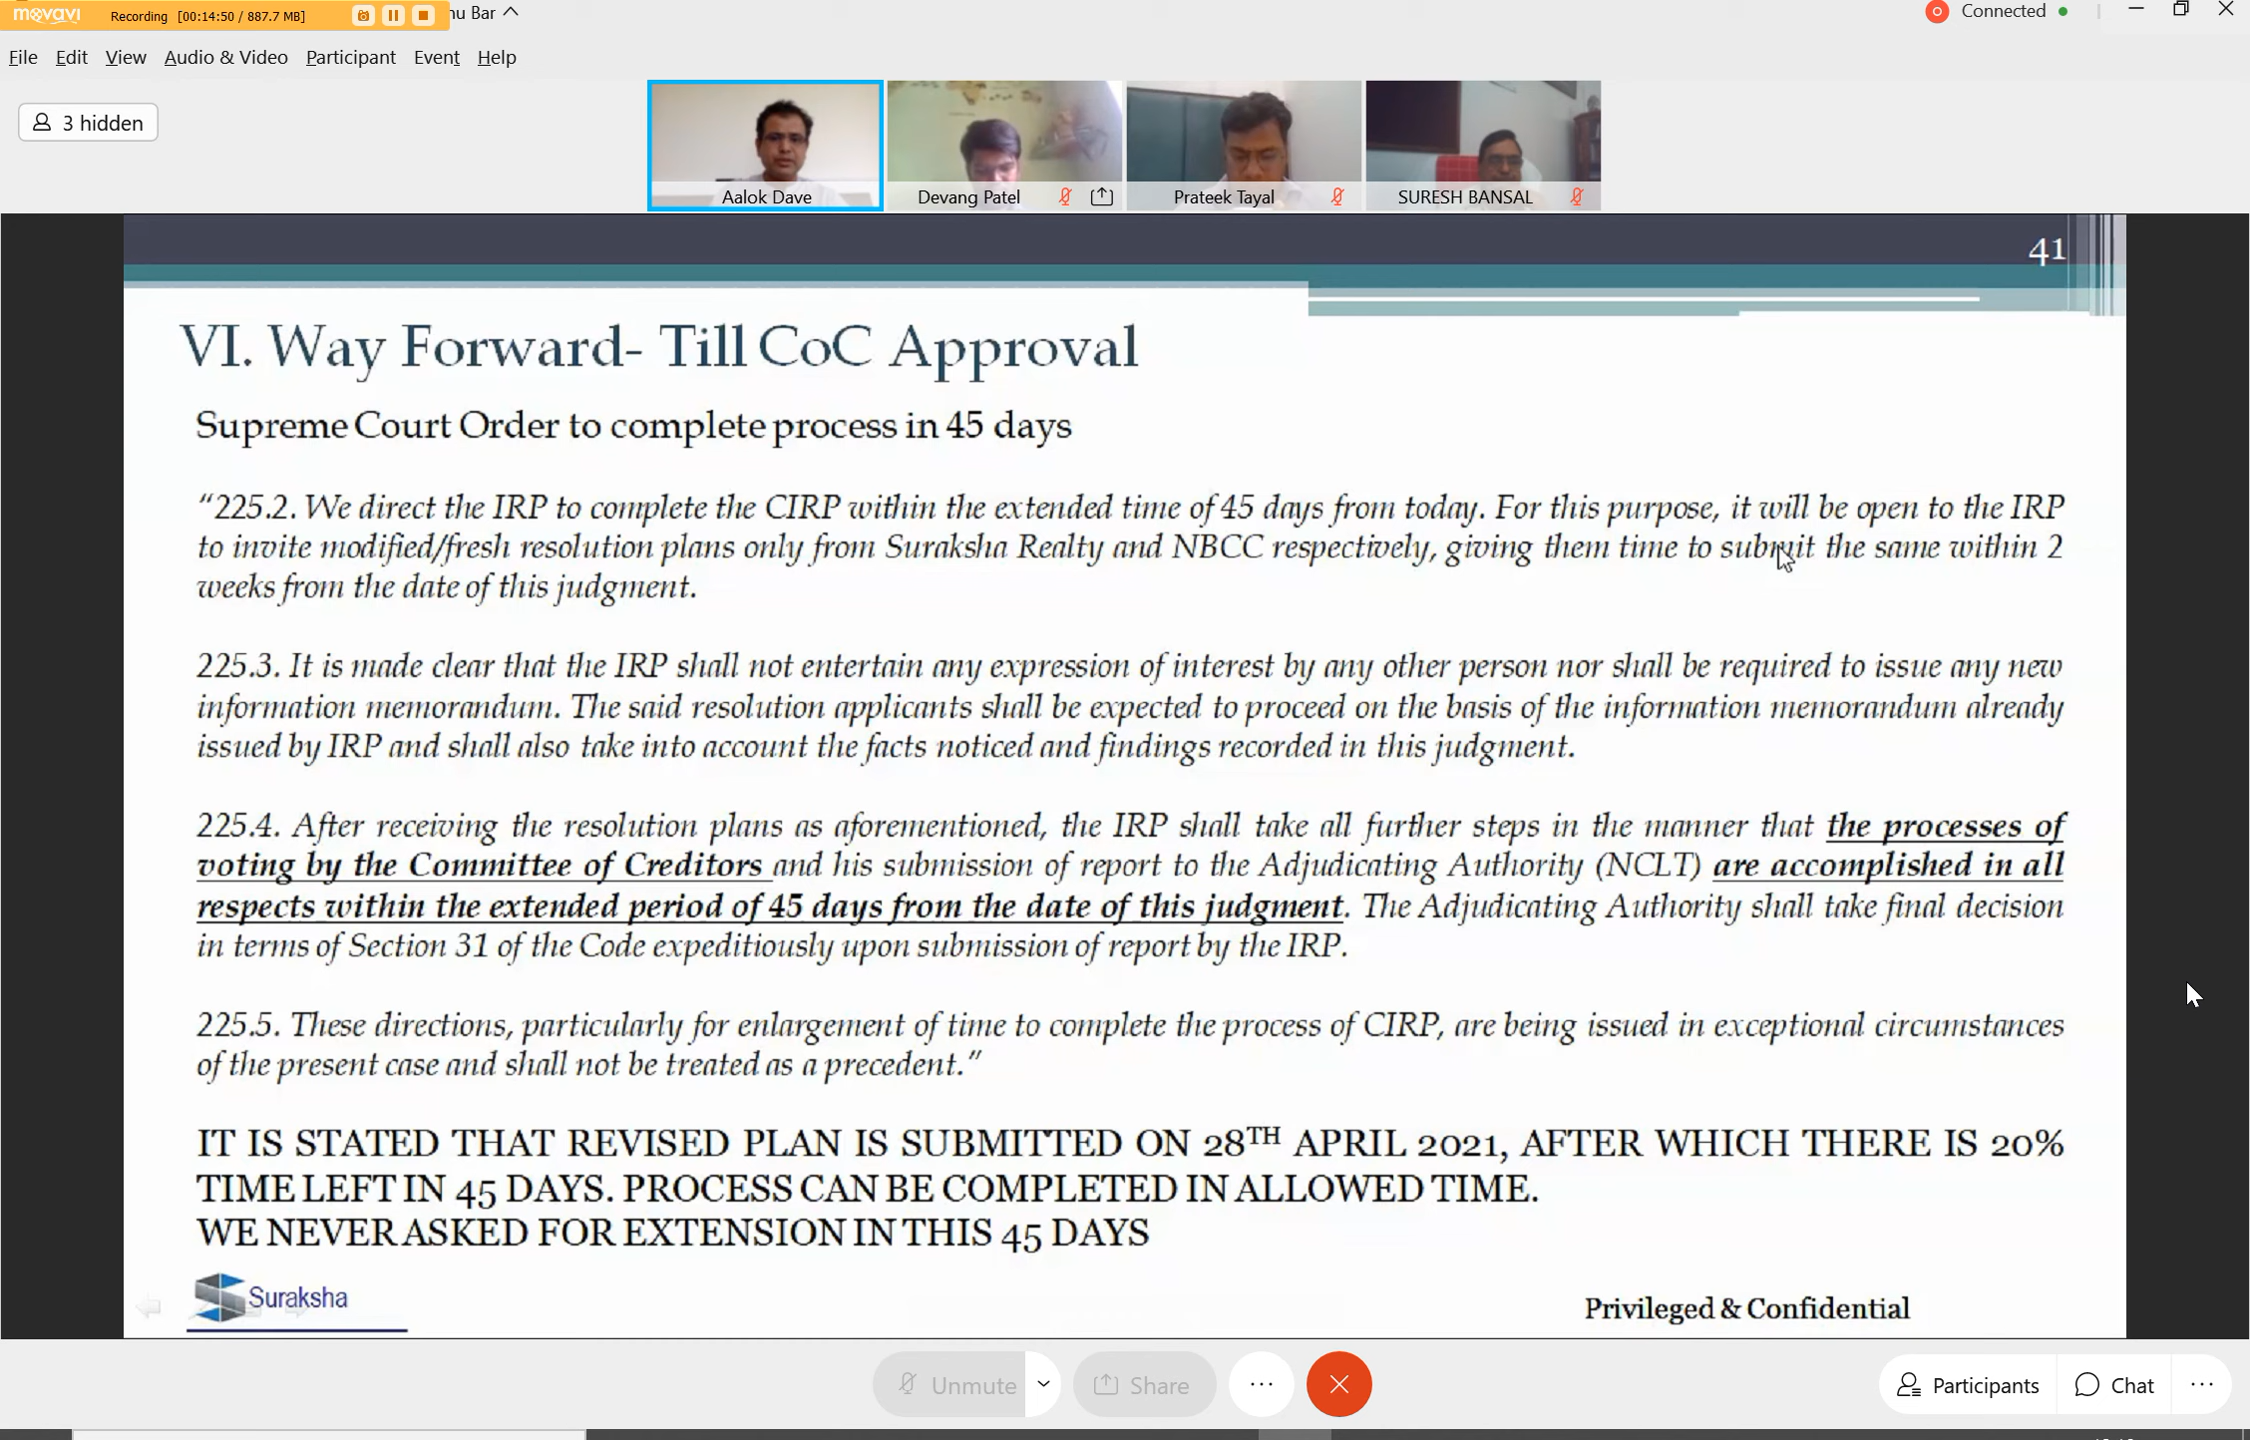 movavi Recording [00:14:50 / 887.7 MB] nu Bar Connected
File Edit View Audio & Video Participant Event Help
3 hidden
Aalok Dave Devang Patel Prateek Tayal SURESH BANSAL
41
VI. Way Forward- Till CoC Approval
Supreme Court Order to complete process in 45 days
“225.2. We direct the IRP to complete the CIRP within the extended time of 45 days from today. For this purpose, it will be open to the IRP
to invite modified/fresh resolution plans only from Suraksha Realty and NBCC respectively, giving them time to submit the same within 2
weeks from the date of this judgment.
225.3. It is made clear that the IRP shall not entertain any expression of interest by any other person nor shall be required to issue any new
information memorandum. The said resolution applicants shall be expected to proceed on the basis of the information memorandum already
issued by IRP and shall also take into account the facts noticed and findings recorded in this judgment.
225.4. After receiving the resolution plans as aforementioned, the IRP shall take all further steps in the manner that the processes of
voting by the Committee of Creditors and his submission of report to the Adjudicating Authority (NCLT) are accomplished in all
respects within the extended period of 45 days from the date of this judgment. The Adjudicating Authority shall take final decision
in terms of Section 31 of the Code expeditiously upon submission of report by the IRP.
225.5. These directions, particularly for enlargement of time to complete the process of CIRP, are being issued in exceptional circumstances
of the present case and shall not be treated as a precedent.”
IT IS STATED THAT REVISED PLAN IS SUBMITTED ON 28TH APRIL 2021, AFTER WHICH THERE IS 20%
TIME LEFT IN 45 DAYS. PROCESS CAN BE COMPLETED IN ALLOWED TIME.
WE NEVER ASKED FOR EXTENSION IN THIS 45 DAYS
Suraksha
Privileged & Confidential
Unmute Share Participants Chat